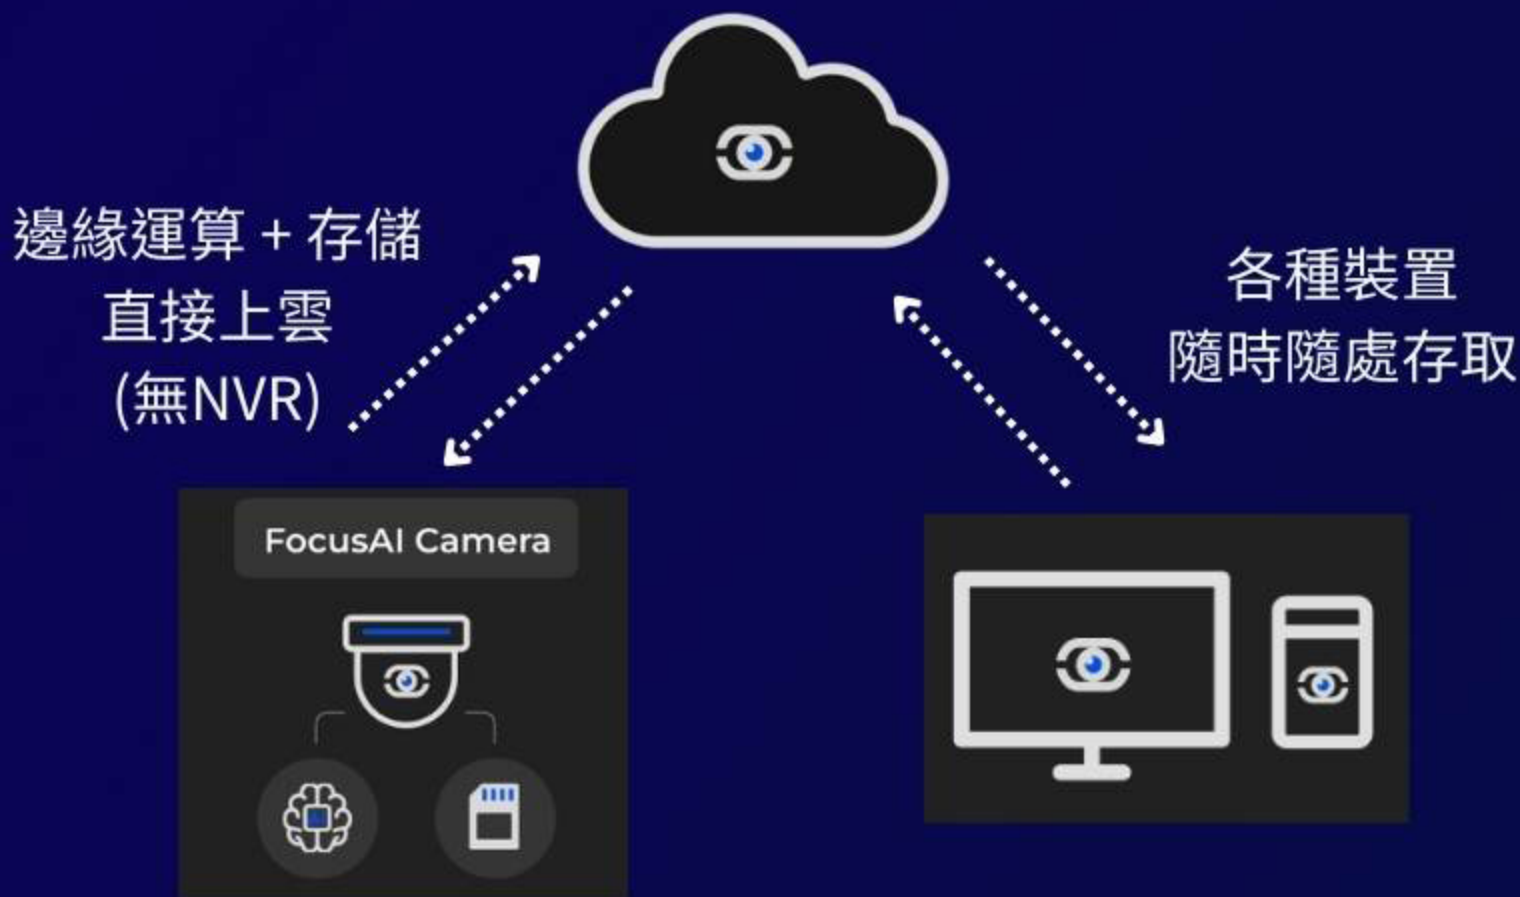 邊緣運算 + 存儲
直接上雲
(無NVR)
各種裝置
隨時隨處存取
FocusAI Camera